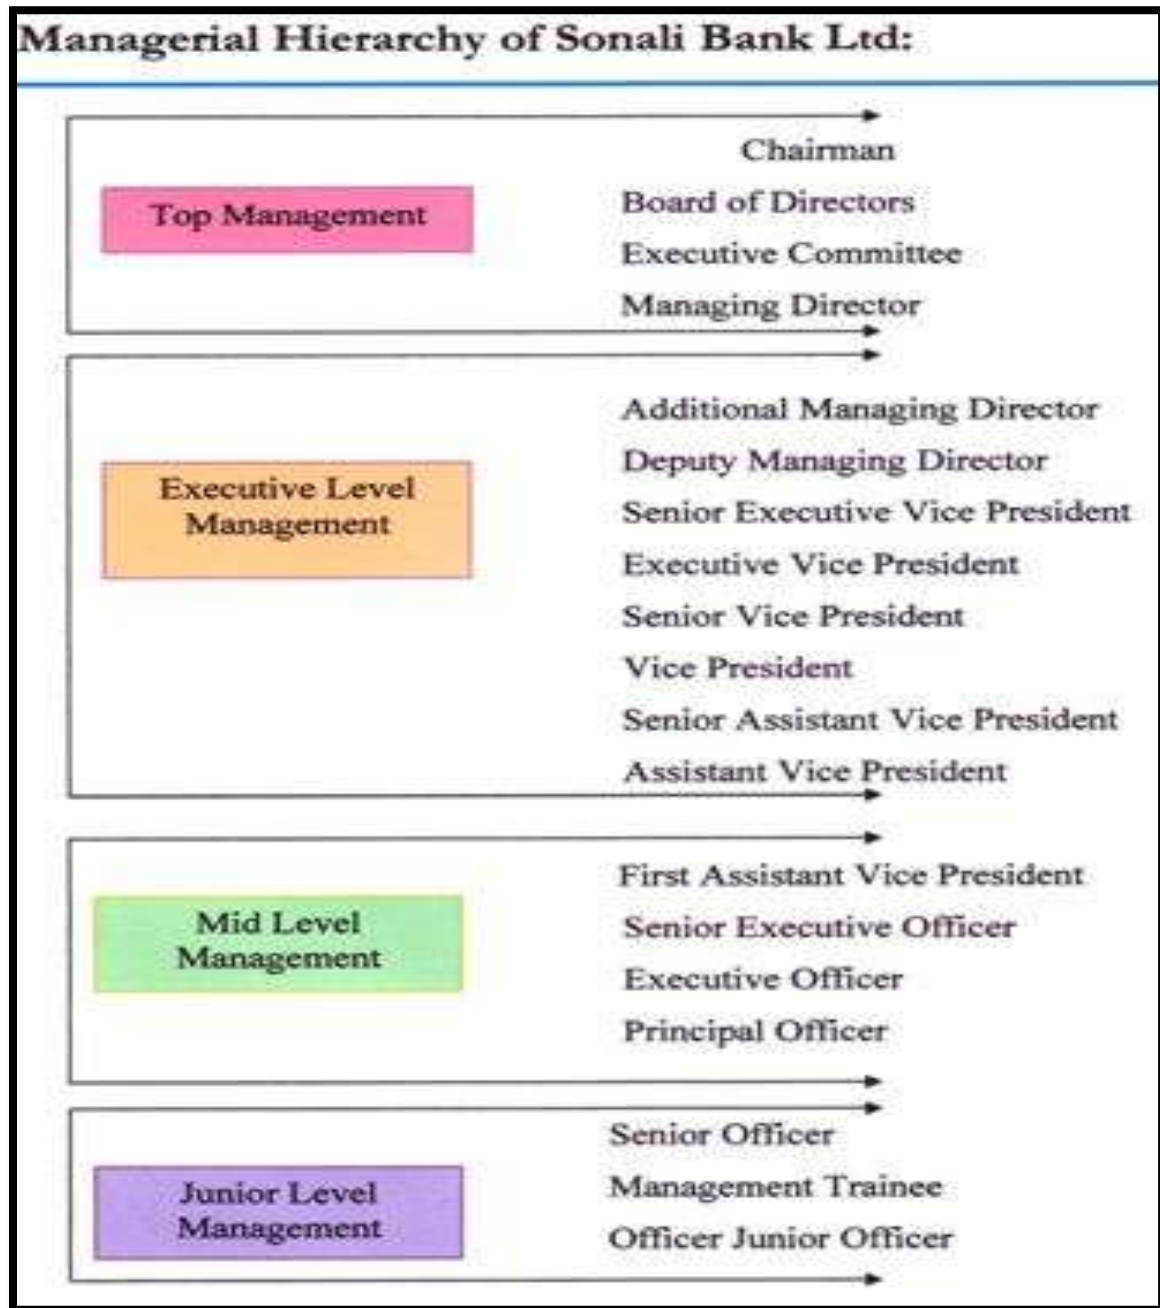 Managerial Hierarchy of Sonali Bank Ltd:
Chairman
Top Management
Board of Directors
Executive Committee
Managing Director
Additional Managing Director
Deputy Managing Director
Executive Level
Management
Senior Executive Vice President
Executive Vice President
Senior Vice President
Vice President
Senior Assistant Vice President
Assistant Vice President
First Assistant Vice President
Mid Level
Management
Senior Executive Officer
Executive Officer
Principal Officer
Senior Officer
Junior Level
Management
Management Trainee
Officer Junior Officer